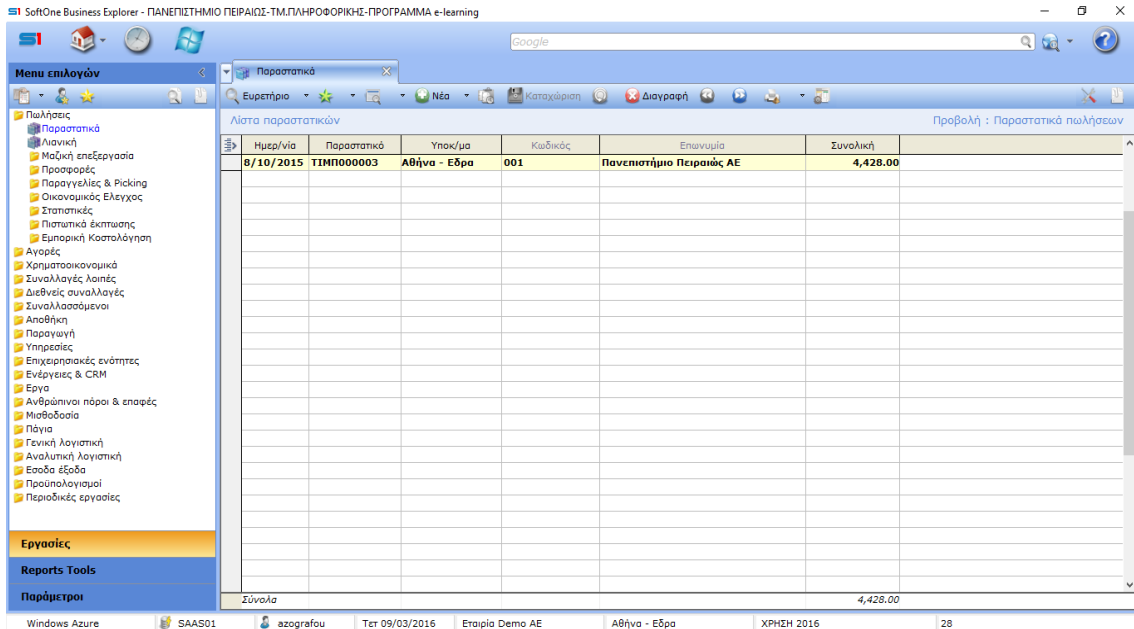 S1 SoftOne Business Explorer - ΠΑΝΕΠΙΣΤΗΜΙΟ ΠΕΙΡΑΙΩΣ-ΤΜ.ΠΛΗΡΟΦΟΡΙΚΗΣ-ΠΡΟΓΡΑΜΜΑ e-learning
S1 Google
Menu επιλογών
Παραστατικά
Ευρετήριο Νέα Καταχώριση Διαγραφή
Λίστα παραστατικών Προβολή : Παραστατικά πωλήσεων
Πωλήσεις
Παραστατικά
Λιανική
Μαζική επεξεργασία
Προσφορές
Παραγγελίες & Picking
Οικονομικός Ελεγχος
Στατιστικές
Πιστωτικά έκπτωσης
Εμπορική Κοστολόγηση
Αγορές
Χρηματοοικονομικά
Συναλλαγές λοιπές
Διεθνείς συναλλαγές
Συναλλασσόμενοι
Αποθήκη
Παραγωγή
Υπηρεσίες
Επιχειρησιακές ενότητες
Ενέργειες & CRM
Εργα
Ανθρώπινοι πόροι & επαφές
Μισθοδοσία
Πάγια
Γενική λογιστική
Αναλυτική λογιστική
Εσοδα έξοδα
Προϋπολογισμοί
Περιοδικές εργασίες
Εργασίες
Reports Tools
Παράμετροι
Ημερ/νία Παραστατικό Υποκ/μα Κωδικός Επωνυμία Συνολική
8/10/2015 ΤΙΜΠ000003 Αθήνα - Εδρα 001 Πανεπιστήμιο Πειραιώς ΑΕ 4,428.00
Σύνολα 4,428.00
Windows Azure SAAS01 azografou Τετ 09/03/2016 Εταιρία Demo ΑΕ Αθήνα - Εδρα ΧΡΗΣΗ 2016 28